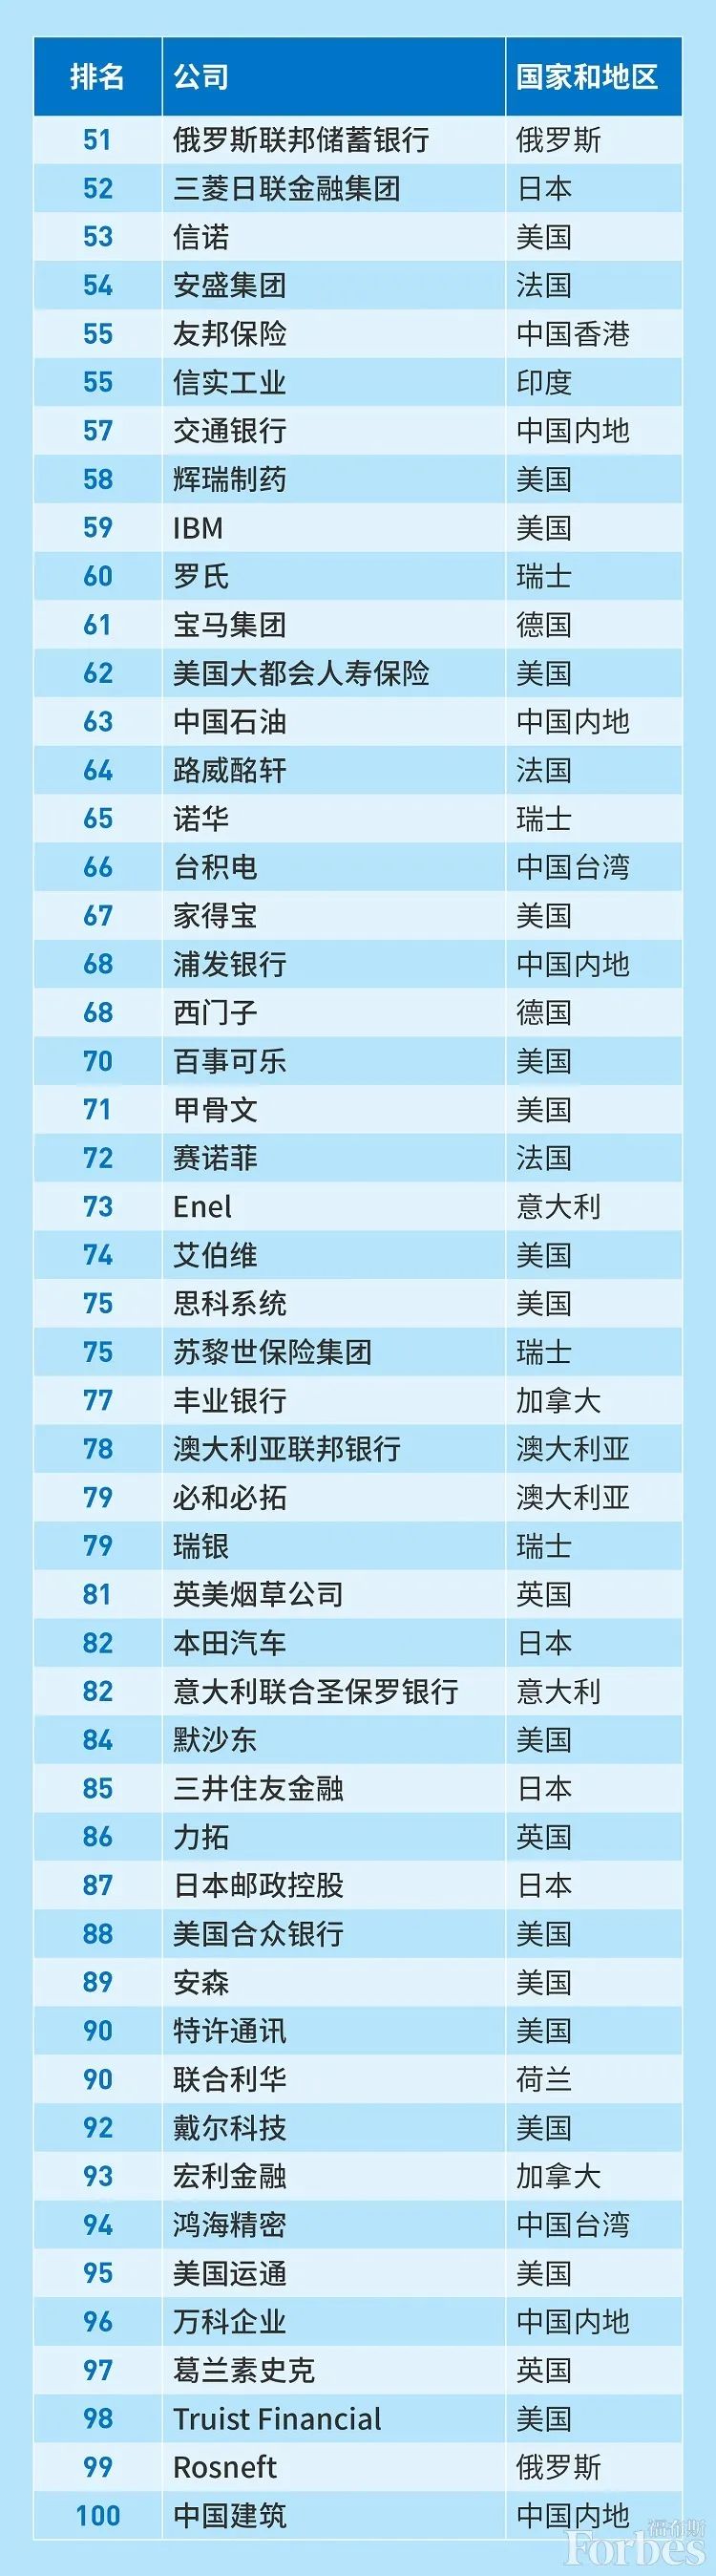 排名 公司 国家和地区
51 俄罗斯联邦储蓄银行 俄罗斯
52 三菱日联金融集团 日本
53 信诺 美国
54 安盛集团 法国
55 友邦保险 中国香港
55 信实工业 印度
57 交通银行 中国内地
58 辉瑞制药 美国
59 IBM 美国
60 罗氏 瑞士
61 宝马集团 德国
62 美国大都会人寿保险 美国
63 中国石油 中国内地
64 路威酩轩 法国
65 诺华 瑞士
66 台积电 中国台湾
67 家得宝 美国
68 浦发银行 中国内地
68 西门子 德国
70 百事可乐 美国
71 甲骨文 美国
72 赛诺菲 法国
73 Enel 意大利
74 艾伯维 美国
75 思科系统 美国
75 苏黎世保险集团 瑞士
77 丰业银行 加拿大
78 澳大利亚联邦银行 澳大利亚
79 必和必拓 澳大利亚
79 瑞银 瑞士
81 英美烟草公司 英国
82 本田汽车 日本
82 意大利联合圣保罗银行 意大利
84 默沙东 美国
85 三井住友金融 日本
86 力拓 英国
87 日本邮政控股 日本
88 美国合众银行 美国
89 安森 美国
90 特许通讯 美国
90 联合利华 荷兰
92 戴尔科技 美国
93 宏利金融 加拿大
94 鸿海精密 中国台湾
95 美国运通 美国
96 万科企业 中国内地
97 葛兰素史克 英国
98 Truist Financial 美国
99 Rosneft 俄罗斯
100 中国建筑 中国内地
福布斯
Forbes